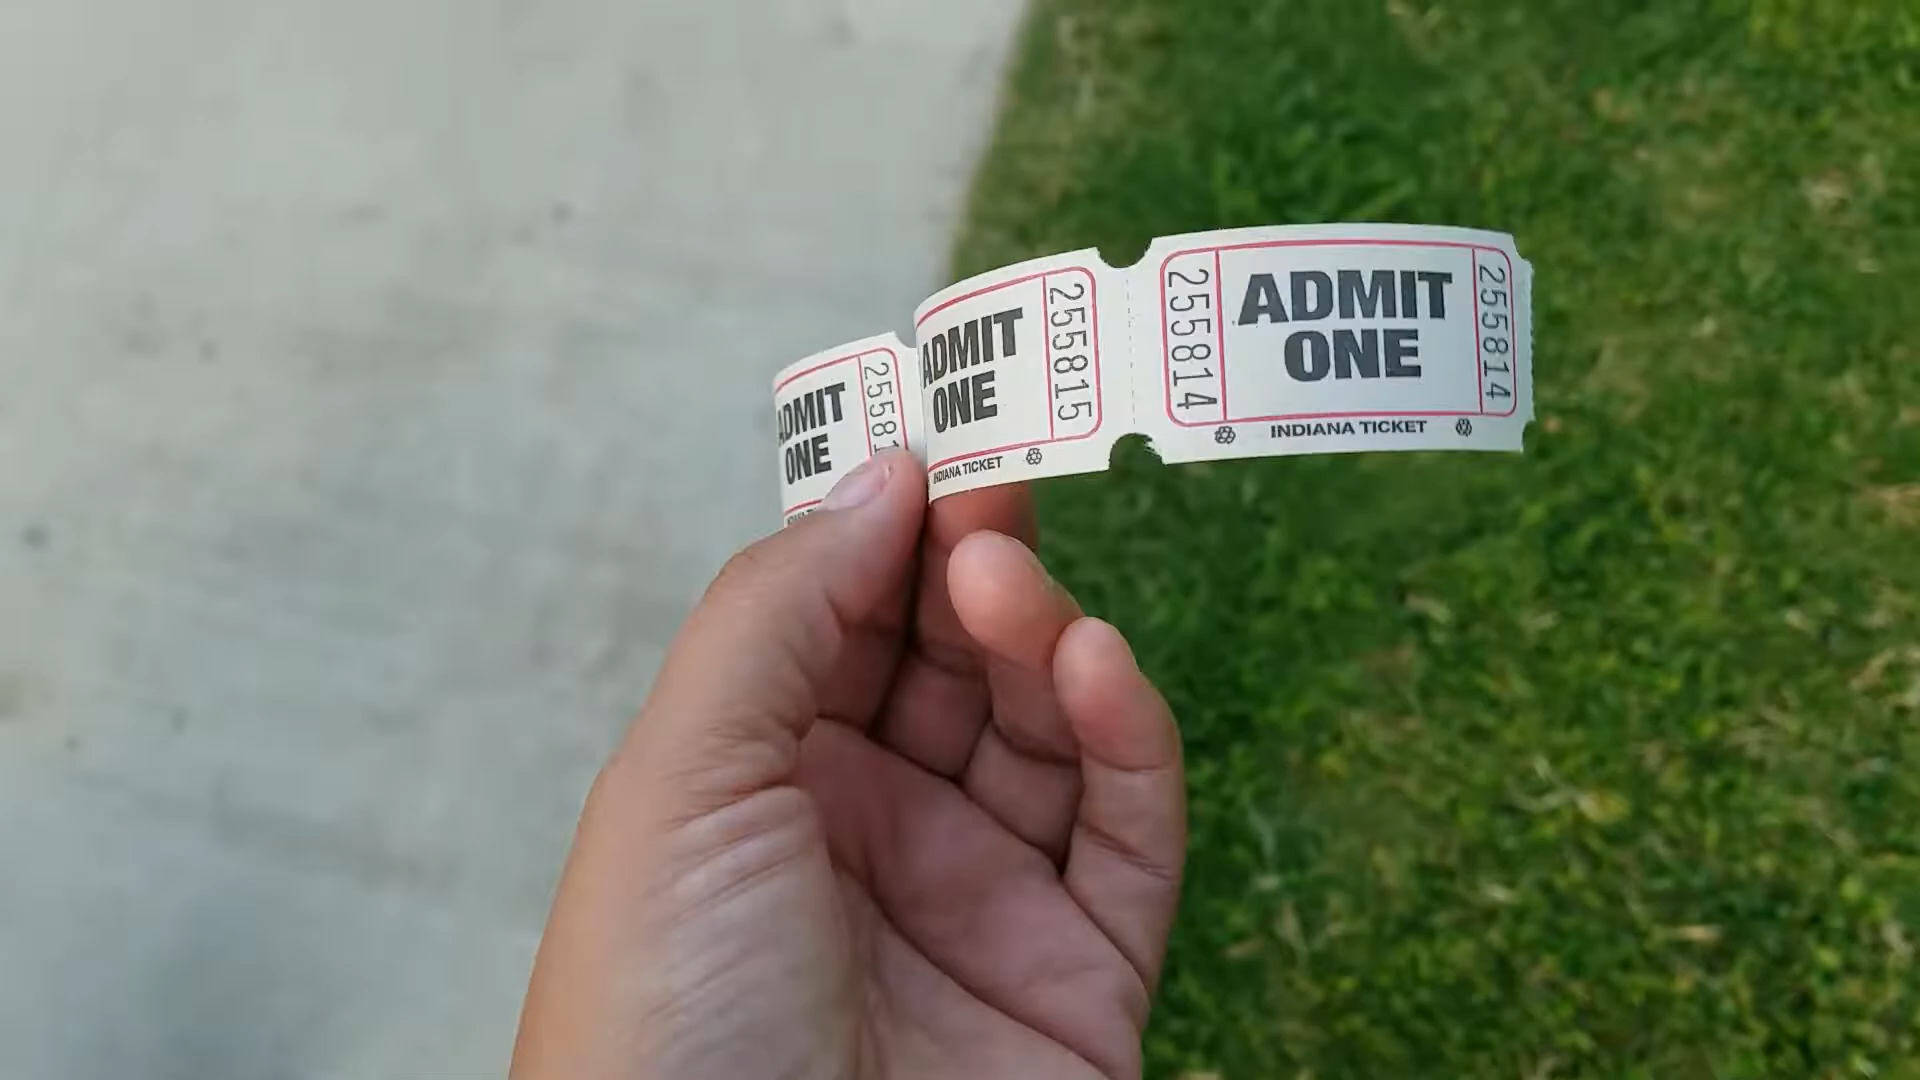 ADMIT
ONE
ADMIT
ONE
255815
INDIANA TICKET
255814
ADMIT
ONE
255814
INDIANA TICKET